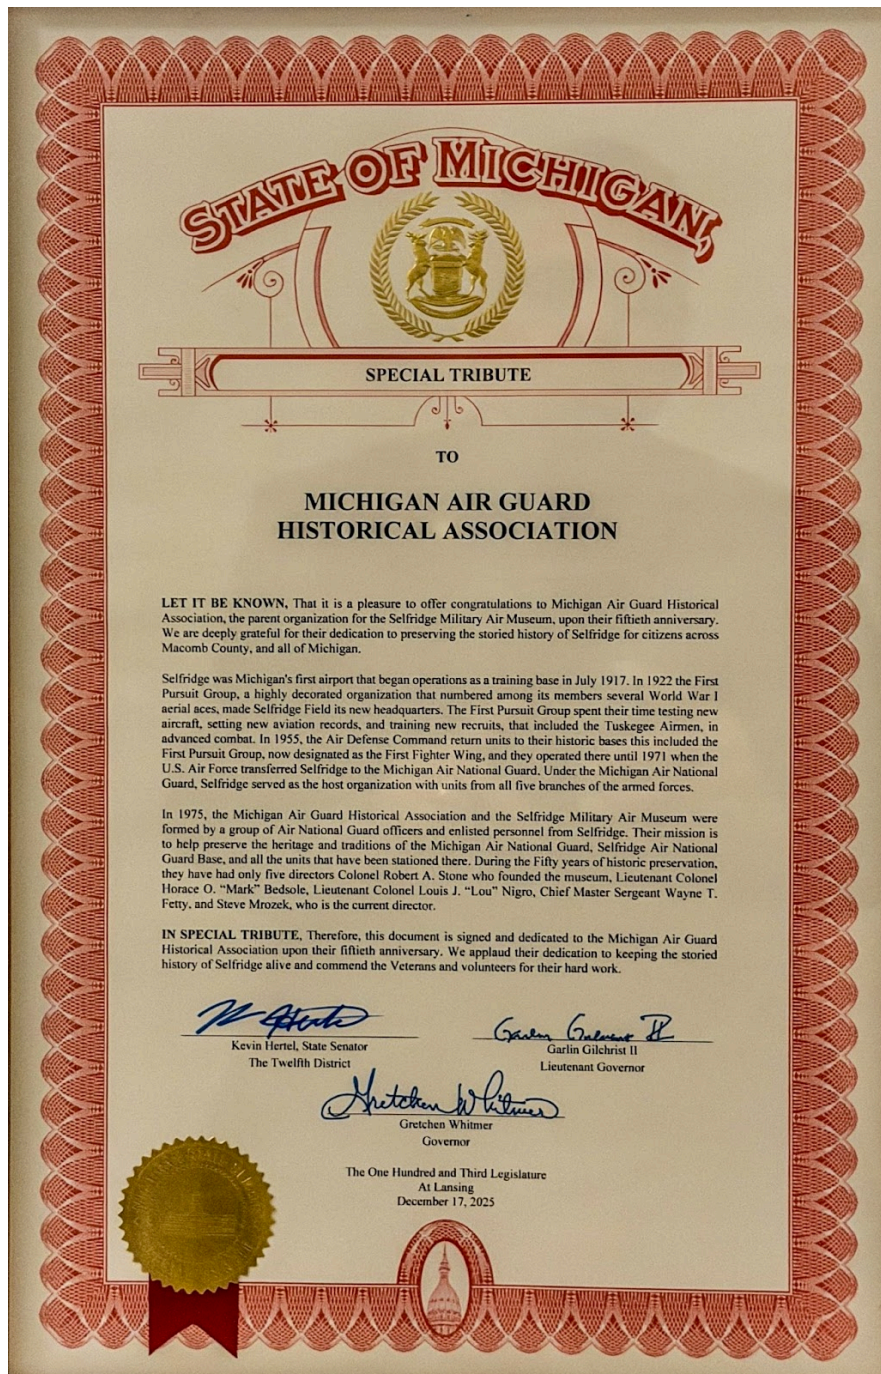 STATE OF MICHIGAN,
SPECIAL TRIBUTE
TO
MICHIGAN AIR GUARD
HISTORICAL ASSOCIATION
LET IT BE KNOWN, That it is a pleasure to offer congratulations to Michigan Air Guard Historical
Association, the parent organization for the Selfridge Military Air Museum, upon their fiftieth anniversary.
We are deeply grateful for their dedication to preserving the storied history of Selfridge for citizens across
Macomb County, and all of Michigan.
Selfridge was Michigan's first airport that began operations as a training base in July 1917. In 1922 the First
Pursuit Group, a highly decorated organization that numbered among its members several World War I
aerial aces, made Selfridge Field its new headquarters. The First Pursuit Group spent their time testing new
aircraft, setting new aviation records, and training new recruits, that included the Tuskegee Airmen, in
advanced combat. In 1955, the Air Defense Command return units to their historic bases this included the
First Pursuit Group, now designated as the First Fighter Wing, and they operated there until 1971 when the
U.S. Air Force transferred Selfridge to the Michigan Air National Guard. Under the Michigan Air National
Guard, Selfridge served as the host organization with units from all five branches of the armed forces.
In 1975, the Michigan Air Guard Historical Association and the Selfridge Military Air Museum were
formed by a group of Air National Guard officers and enlisted personnel from Selfridge. Their mission is
to help preserve the heritage and traditions of the Michigan Air National Guard, Selfridge Air National
Guard Base, and all the units that have been stationed there. During the Fifty years of historic preservation,
they have had only five directors Colonel Robert A. Stone who founded the museum, Lieutenant Colonel
Horace O. “Mark” Bedsole, Lieutenant Colonel Louis J. “Lou” Nigro, Chief Master Sergeant Wayne T.
Fetty, and Steve Mrozek, who is the current director.
IN SPECIAL TRIBUTE, Therefore, this document is signed and dedicated to the Michigan Air Guard
Historical Association upon their fiftieth anniversary. We applaud their dedication to keeping the storied
history of Selfridge alive and commend the Veterans and volunteers for their hard work.
Kevin Hertel, State Senator
The Twelfth District
Garlin Gilchrist II
Garlin Gilchrist II
Lieutenant Governor
Gretchen Whitmer
Gretchen Whitmer
Governor
The One Hundred and Third Legislature
At Lansing
December 17, 2025